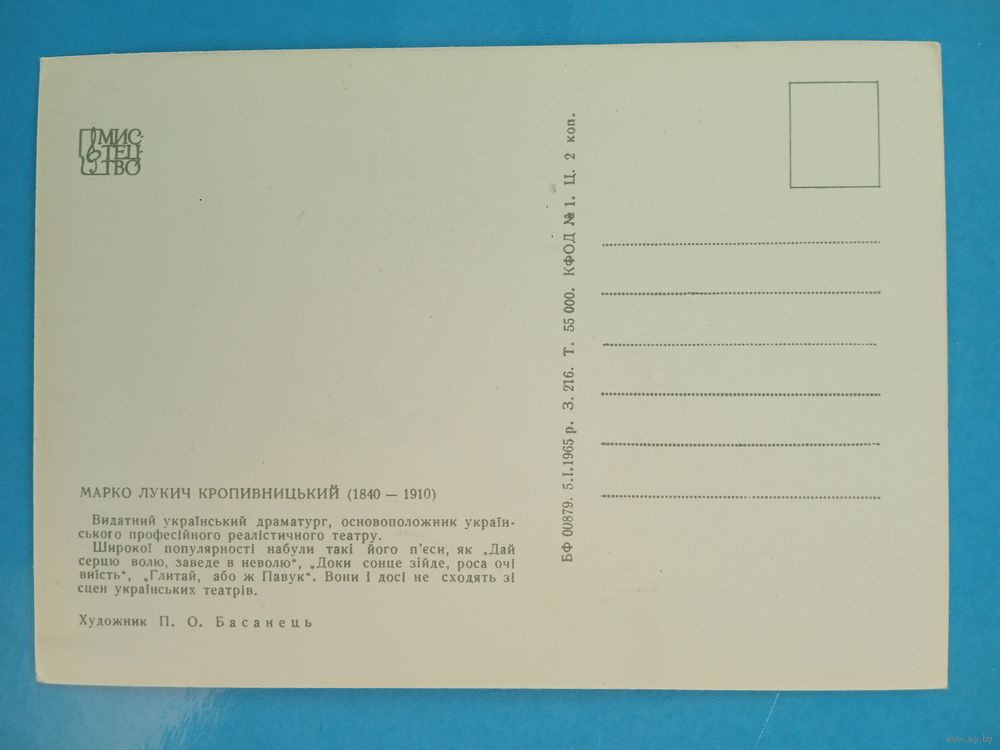 МИС-
ТЕЦ-
ТВО
МАРКО ЛУКИЧ КРОПИВНИЦЬКИЙ (1840 — 1910)
Видатний український драматург, основоположник україн-
ського професійного реалістичного театру.
Широкої популярності набули такі його п'єси, як „Дай
серцю волю, заведе в неволю“, „Доки сонце зійде, роса очі
виїсть“, „Глитай, або ж Павук“. Вони і досі не сходять зі
сцен українських театрів.
Художник П. О. Басанець
БФ 00879. 5.I.1965 р. З. 216. Т. 55 000. КФОД № 1. Ц. 2 коп.
www.ay.by